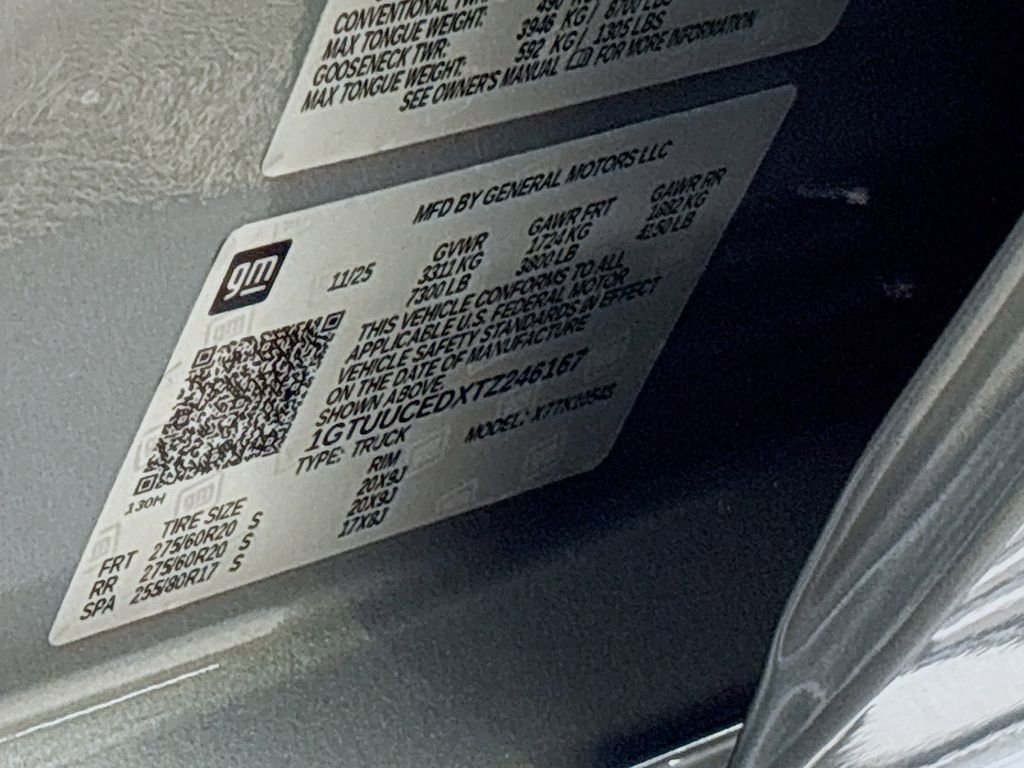 CONVENTIONAL TWR:
MAX TONGUE WEIGHT:
GOOSENECK TWR: 3946 KG / 8700 LBS
MAX TONGUE WEIGHT: 592 KG / 1305 LBS
SEE OWNER'S MANUAL FOR MORE INFORMATION
gm
MFD BY GENERAL MOTORS LLC
11/25 GVWR GAWR FRT GAWR RR
3311 KG 1724 KG 1882 KG
7300 LB 3800 LB 4150 LB
THIS VEHICLE CONFORMS TO ALL
APPLICABLE U.S. FEDERAL MOTOR
VEHICLE SAFETY STANDARDS IN EFFECT
ON THE DATE OF MANUFACTURE
SHOWN ABOVE.
1GTUUCEDXTZ246167
TYPE: TRUCK MODEL:
130H
TIRE SIZE RIM
FRT 275/60R20 S 20X9J
RR 275/60R20 S 20X9J
SPA 255/80R17 S 17X8J